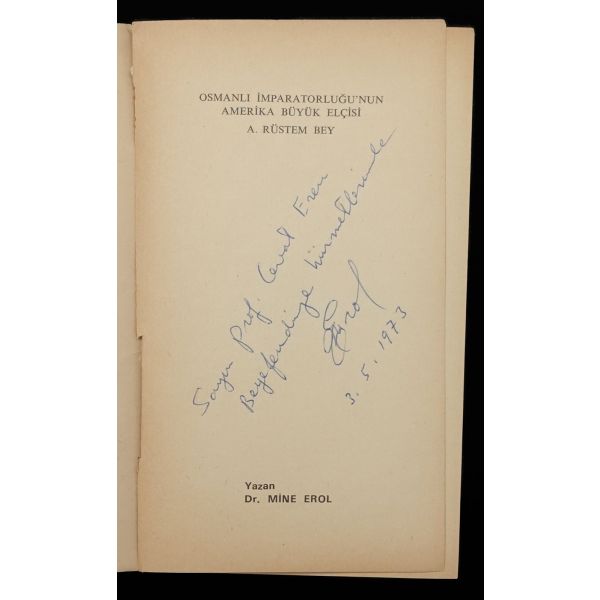 OSMANLI İMPARATORLUĞU'NUN
AMERİKA BÜYÜK ELÇİSİ
A. RÜSTEM BEY
Sayın Prof. Cevat Eren
Beyefendiye hürmetlerimle
Erol
3.5.1973
Yazan
Dr. MİNE EROL